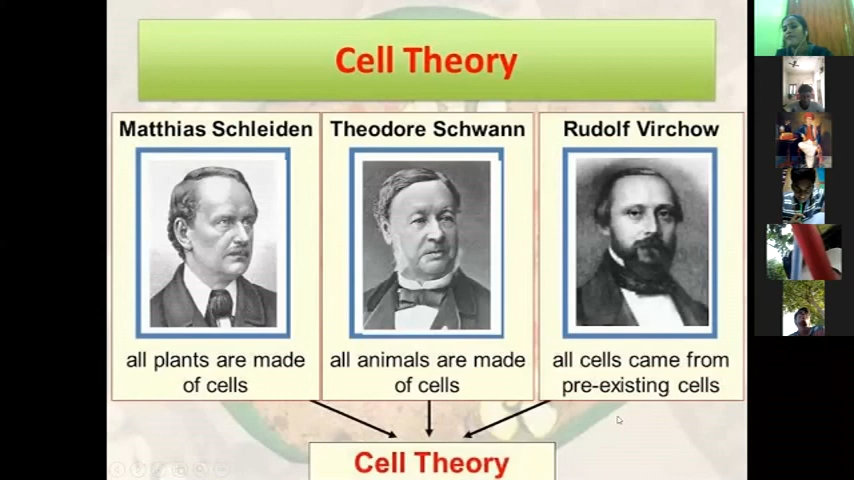 Cell Theory
Matthias Schleiden
Theodore Schwann
Rudolf Virchow
all plants are made
of cells
all animals are made
of cells
all cells came from
pre-existing cells
Cell Theory